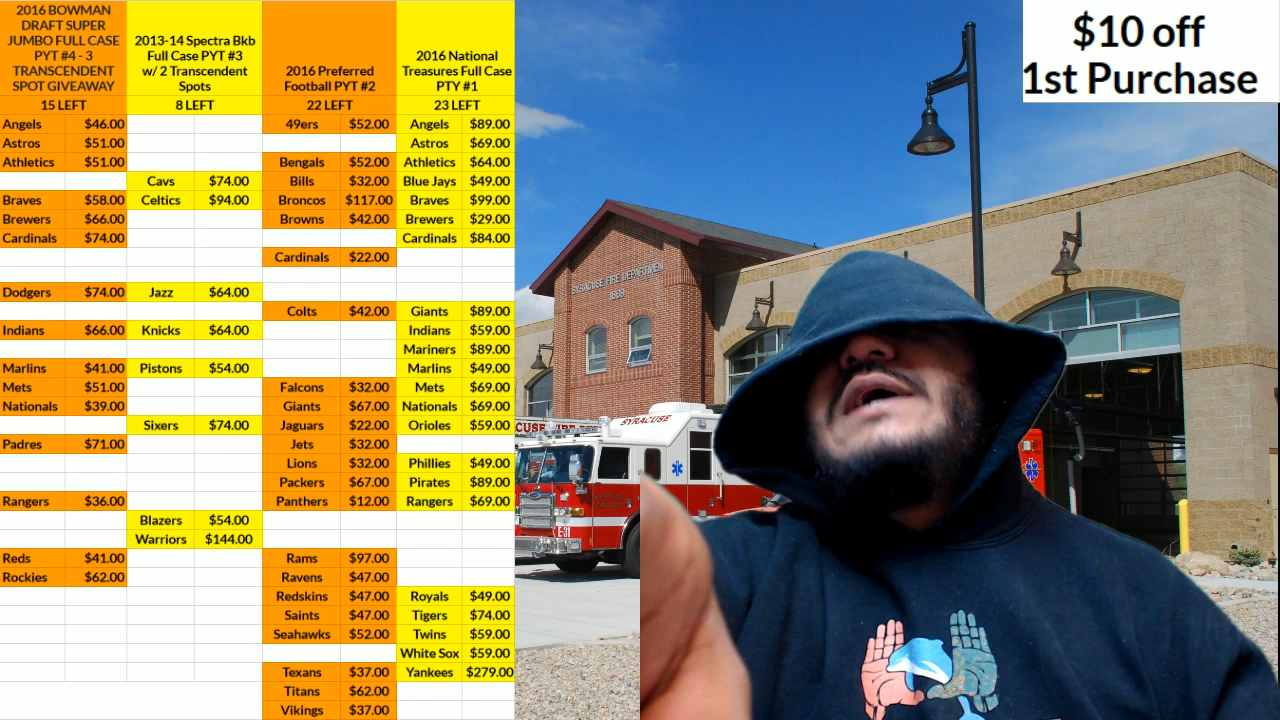 2016 BOWMAN
DRAFT SUPER
JUMBO FULL CASE
PYT #4 - 3
TRANSCENDENT
SPOT GIVEAWAY
15 LEFT
Angels $46.00
Astros $51.00
Athletics $51.00
Braves $58.00
Brewers $66.00
Cardinals $74.00
Dodgers $74.00
Indians $66.00
Marlins $41.00
Mets $51.00
Nationals $39.00
Padres $71.00
Rangers $36.00
Reds $41.00
Rockies $62.00
2013-14 Spectra Bkb
Full Case PYT #3
w/ 2 Transcendent
Spots
8 LEFT
Cavs $74.00
Celtics $94.00
Jazz $64.00
Knicks $64.00
Pistons $54.00
Sixers $74.00
Blazers $54.00
Warriors $144.00
2016 Preferred
Football PYT #2
22 LEFT
49ers $52.00
Bengals $52.00
Bills $32.00
Broncos $117.00
Browns $42.00
Cardinals $22.00
Colts $42.00
Falcons $32.00
Giants $67.00
Jaguars $22.00
Jets $32.00
Lions $32.00
Packers $67.00
Panthers $12.00
Rams $97.00
Ravens $47.00
Redskins $47.00
Saints $47.00
Seahawks $52.00
Texans $37.00
Titans $62.00
Vikings $37.00
2016 National
Treasures Full Case
PTY #1
23 LEFT
Angels $89.00
Astros $69.00
Athletics $64.00
Blue Jays $49.00
Braves $99.00
Brewers $29.00
Cardinals $84.00
Giants $89.00
Indians $59.00
Mariners $89.00
Marlins $49.00
Mets $69.00
Nationals $69.00
Orioles $59.00
Phillies $49.00
Pirates $89.00
Rangers $69.00
Royals $49.00
Tigers $74.00
Twins $59.00
White Sox $59.00
Yankees $279.00
$10 off
1st Purchase
SYRACUSE FIRE DEPARTMEN
1869
SYRACUSE
E-31